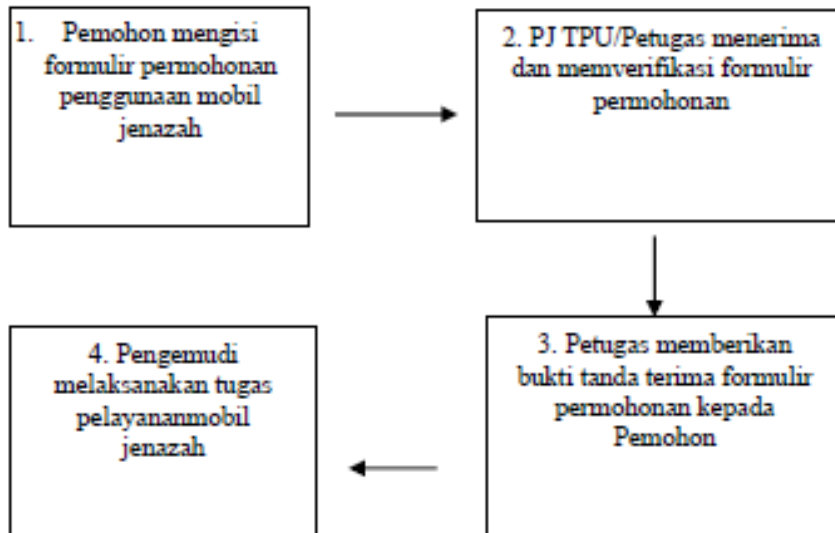 1. Pemohon mengisi
formulir permohonan
penggunaan mobil
jenazah
2. PJ TPU/Petugas menerima
dan memverifikasi formulir
permohonan
3. Petugas memberikan
bukti tanda terima formulir
permohonan kepada
Pemohon
4. Pengemudi
melaksanakan tugas
pelayananmobil
jenazah